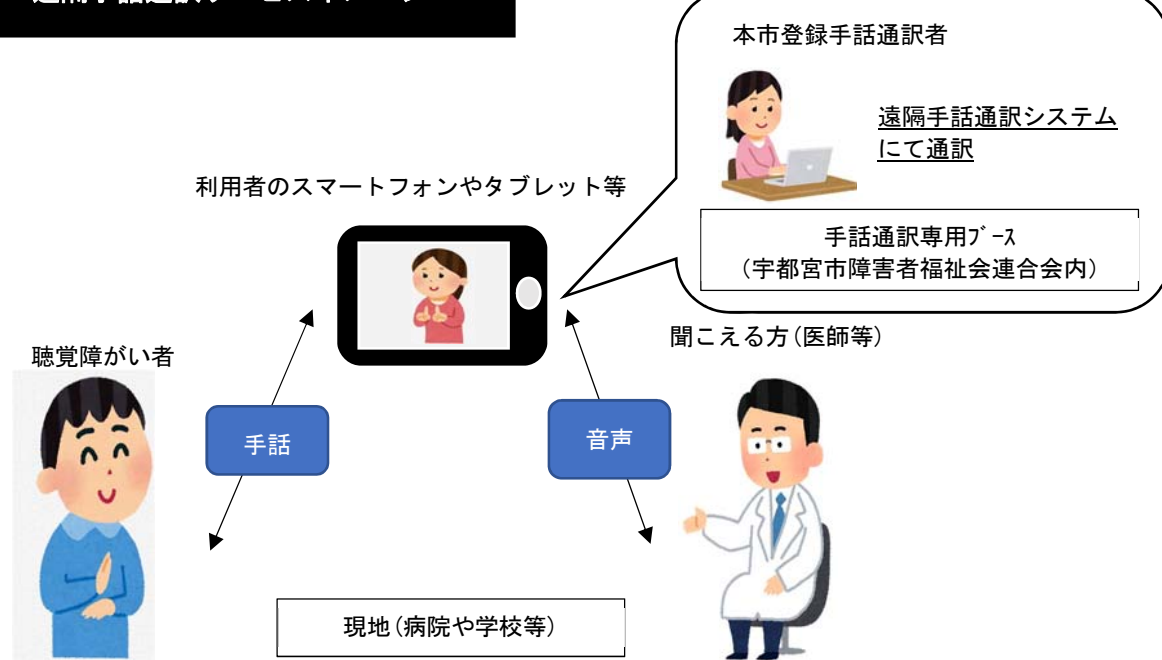 本市登録手話通訳者
遠隔手話通訳システム
にて通訳
手話通訳専用ﾌﾞｰｽ
(宇都宮市障害者福祉会連合会内)
利用者のスマートフォンやタブレット等
聞こえる方(医師等)
聴覚障がい者
手話
音声
現地(病院や学校等)